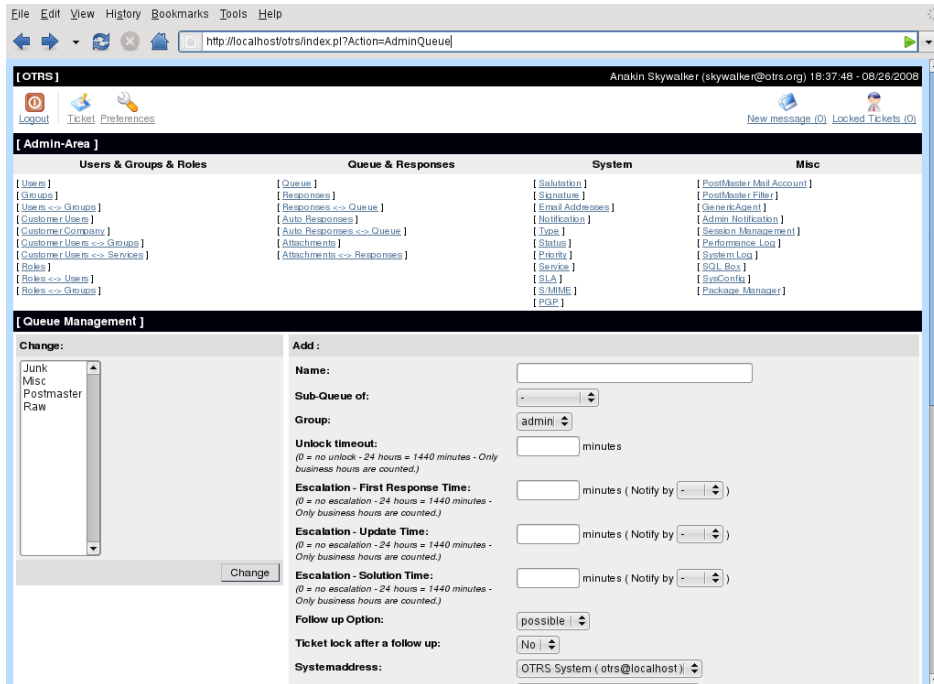 File Edit View History Bookmarks Tools Help
http://localhost/otrs/index.pl?Action=AdminQueue
[ OTRS ] Anakin Skywalker (skywalker@otrs.org) 18:37:48 - 08/26/2008
Logout Ticket Preferences New message (0) Locked Tickets (0)
[ Admin-Area ]
Users & Groups & Roles Queue & Responses System Misc
[ Users ] [ Queue ] [ Salutation ] [ PostMaster Mail Account ]
[ Groups ] [ Responses ] [ Signature ] [ PostMaster Filter ]
[ Users <-> Groups ] [ Responses <-> Queue ] [ Email Addresses ] [ GenericAgent ]
[ Customer Users ] [ Auto Responses ] [ Notification ] [ Admin Notification ]
[ Customer Company ] [ Auto Responses <-> Queue ] [ Type ] [ Session Management ]
[ Customer Users <-> Groups ] [ Attachments ] [ Status ] [ Performance Log ]
[ Customer Users <-> Services ] [ Attachments <-> Responses ] [ Priority ] [ System Log ]
[ Roles ] [ Service ] [ SQL Box ]
[ Roles <-> Users ] [ SLA ] [ SysConfig ]
[ Roles <-> Groups ] [ S/MIME ] [ Package Manager ]
[ PGP ]
[ Queue Management ]
Change:
Junk
Misc
Postmaster
Raw
Change
Add :
Name:
Sub-Queue of: -
Group: admin
Unlock timeout: minutes
(0 = no unlock - 24 hours = 1440 minutes - Only
business hours are counted.)
Escalation - First Response Time: minutes ( Notify by - )
(0 = no escalation - 24 hours = 1440 minutes -
Only business hours are counted.)
Escalation - Update Time: minutes ( Notify by - )
(0 = no escalation - 24 hours = 1440 minutes -
Only business hours are counted.)
Escalation - Solution Time: minutes ( Notify by - )
(0 = no escalation - 24 hours = 1440 minutes -
Only business hours are counted.)
Follow up Option: possible
Ticket lock after a follow up: No
Systemaddress: OTRS System ( otrs@localhost )